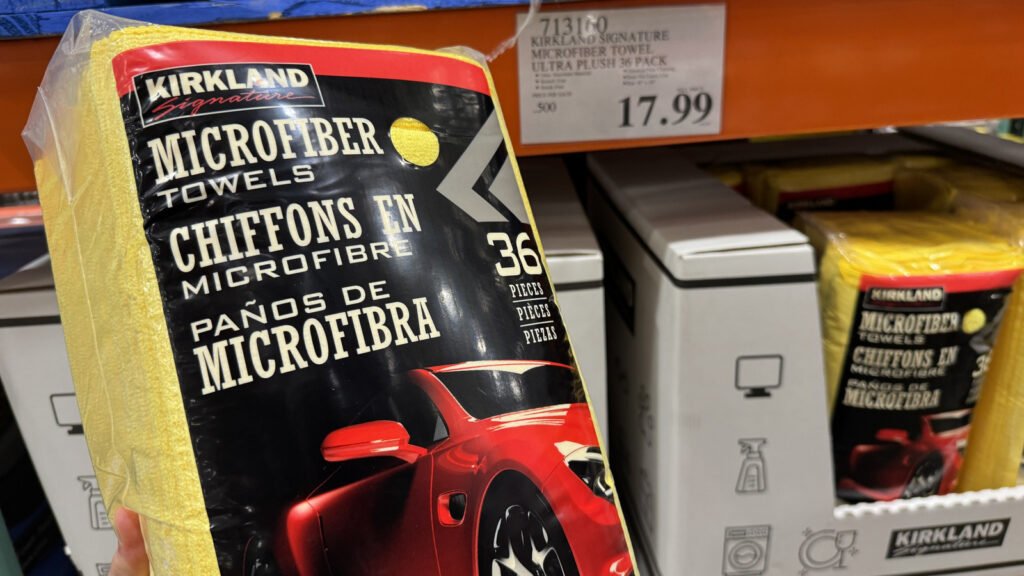 KIRKLAND
Signature
MICROFIBER
TOWELS
CHIFFONS EN
MICROFIBRE
PAÑOS DE
MICROFIBRA
36
PIECES
PIÈCES
PIEZAS
713160
KIRKLAND SIGNATURE
MICROFIBER TOWEL
ULTRA PLUSH 36 PACK
.500
17.99
KIRKLAND
MICROFIBER
TOWELS
CHIFFONS EN
MICROFIBRE
PAÑOS DE
MICROFIBRA
36
KIRKLAND
Signature